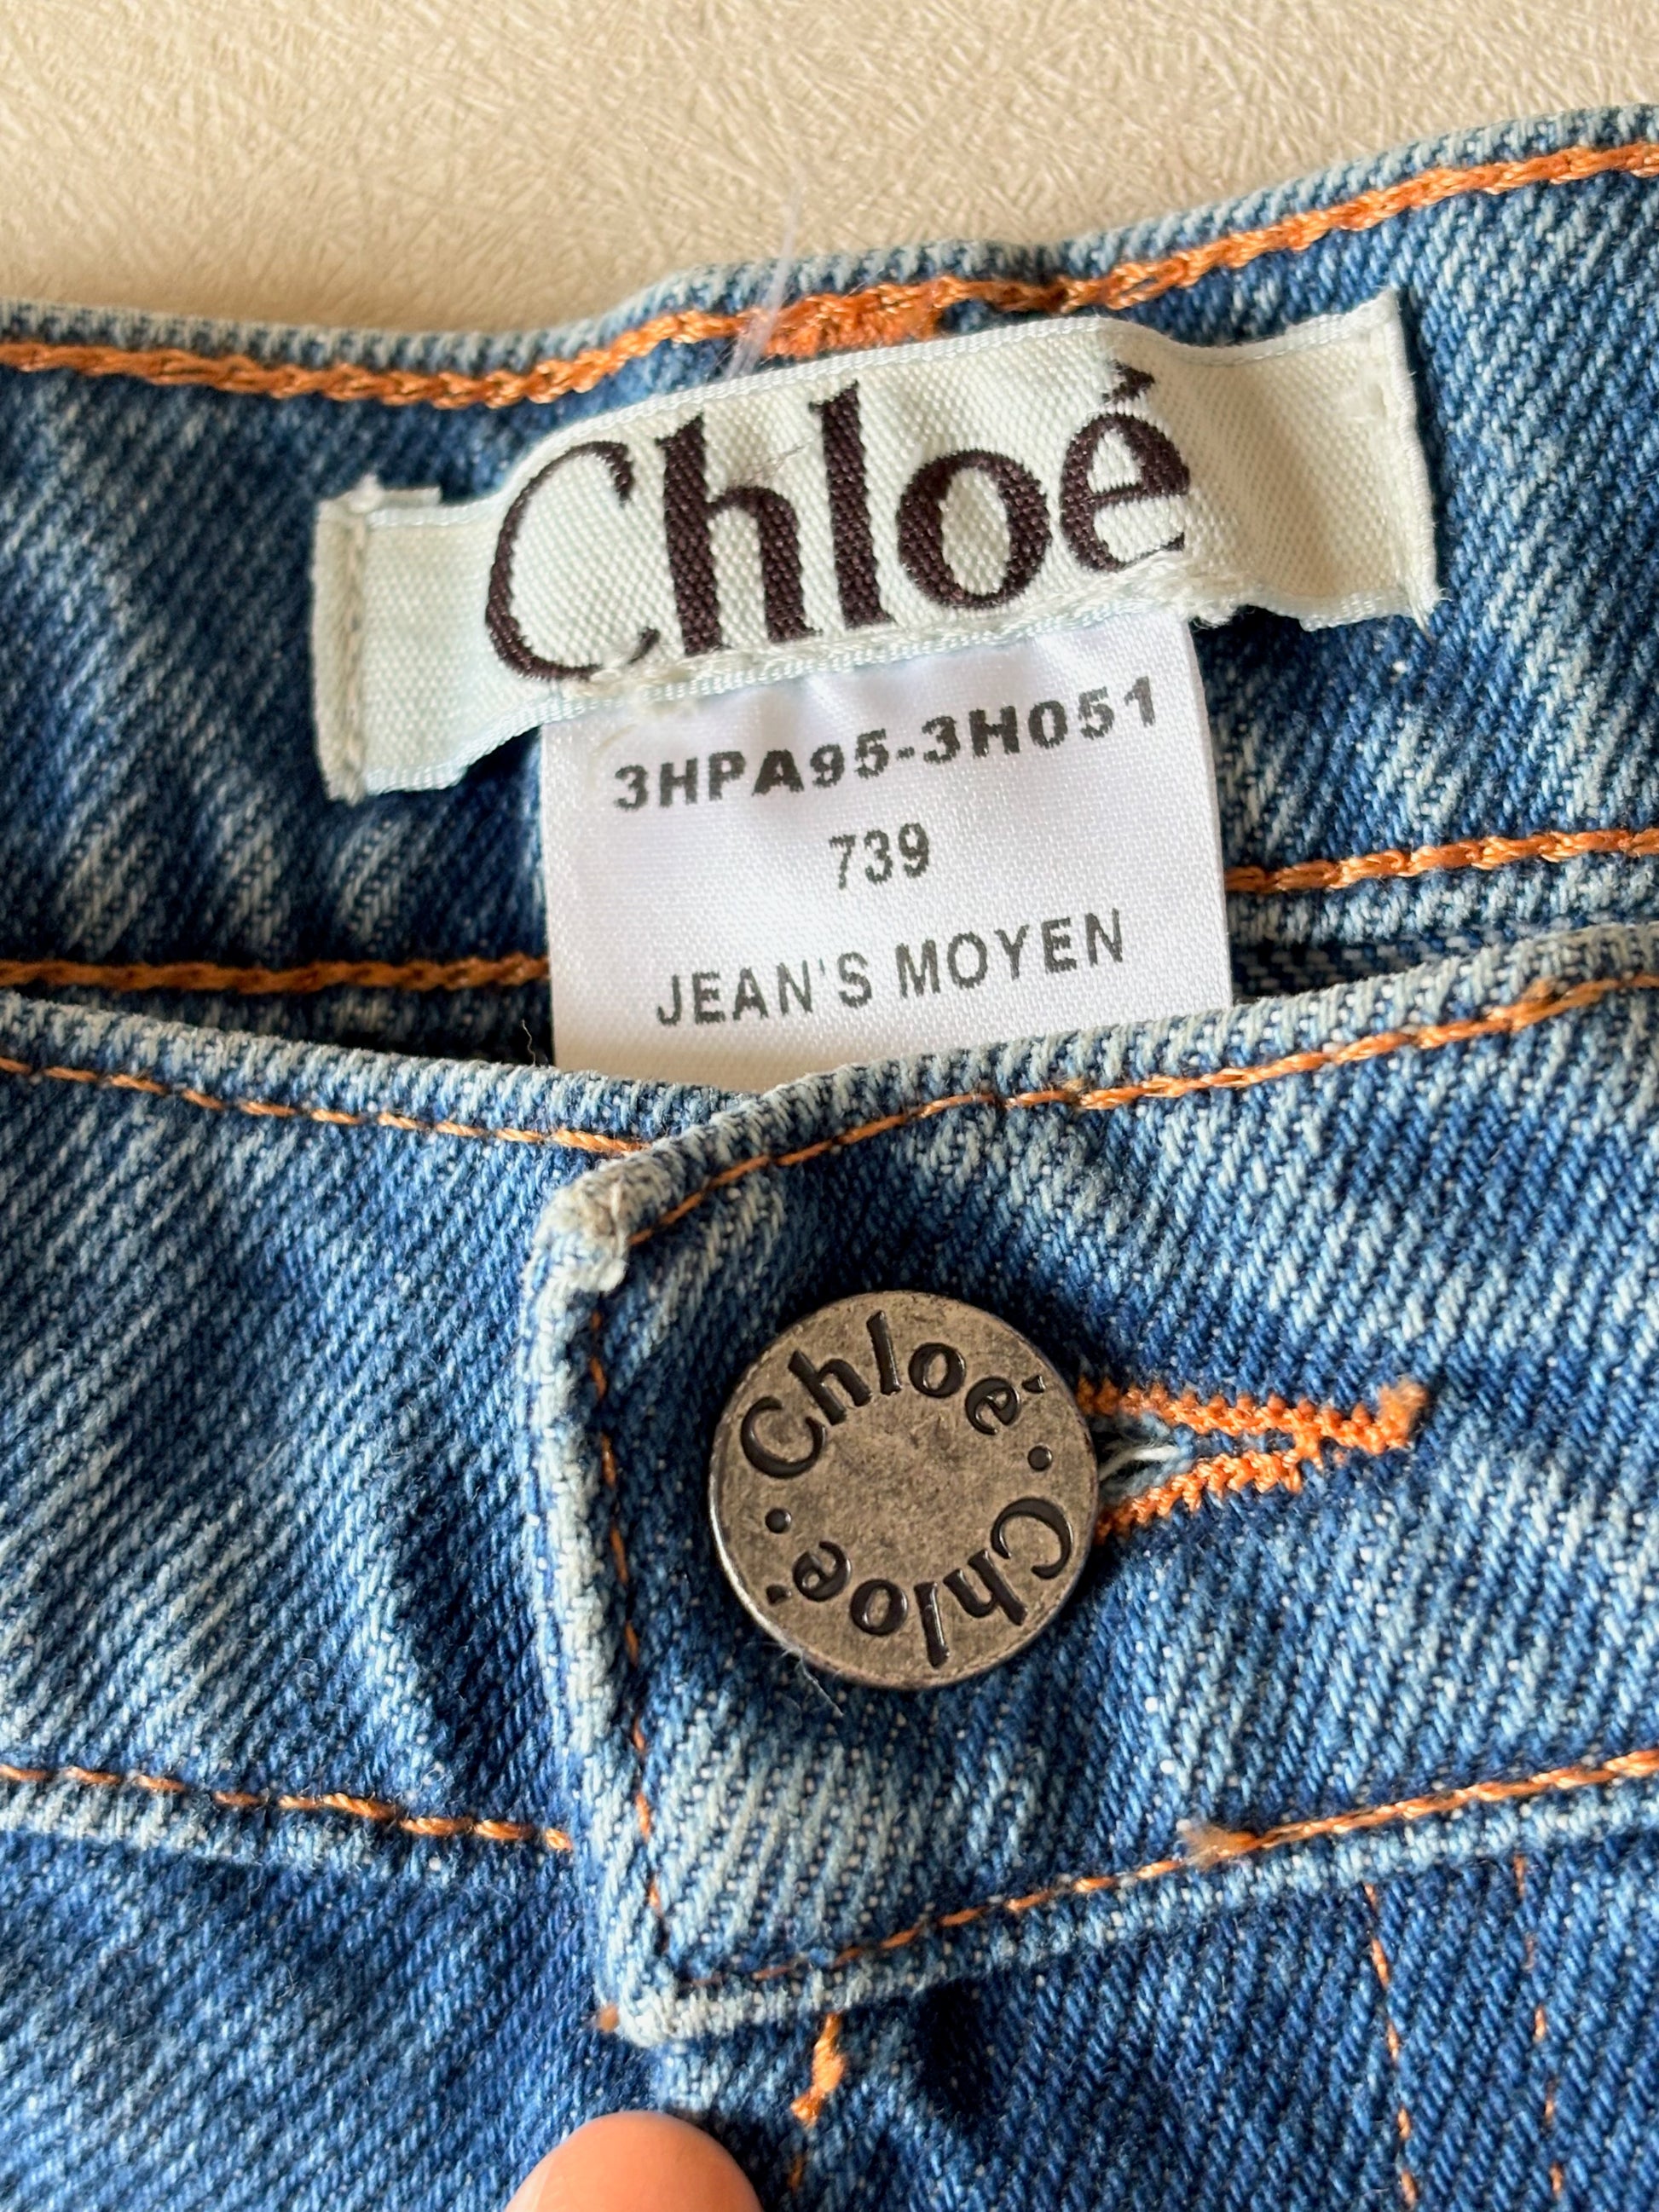 Chloé
3HPA95-3H051
739
JEAN'S MOYEN
Chloé · Chloé ·